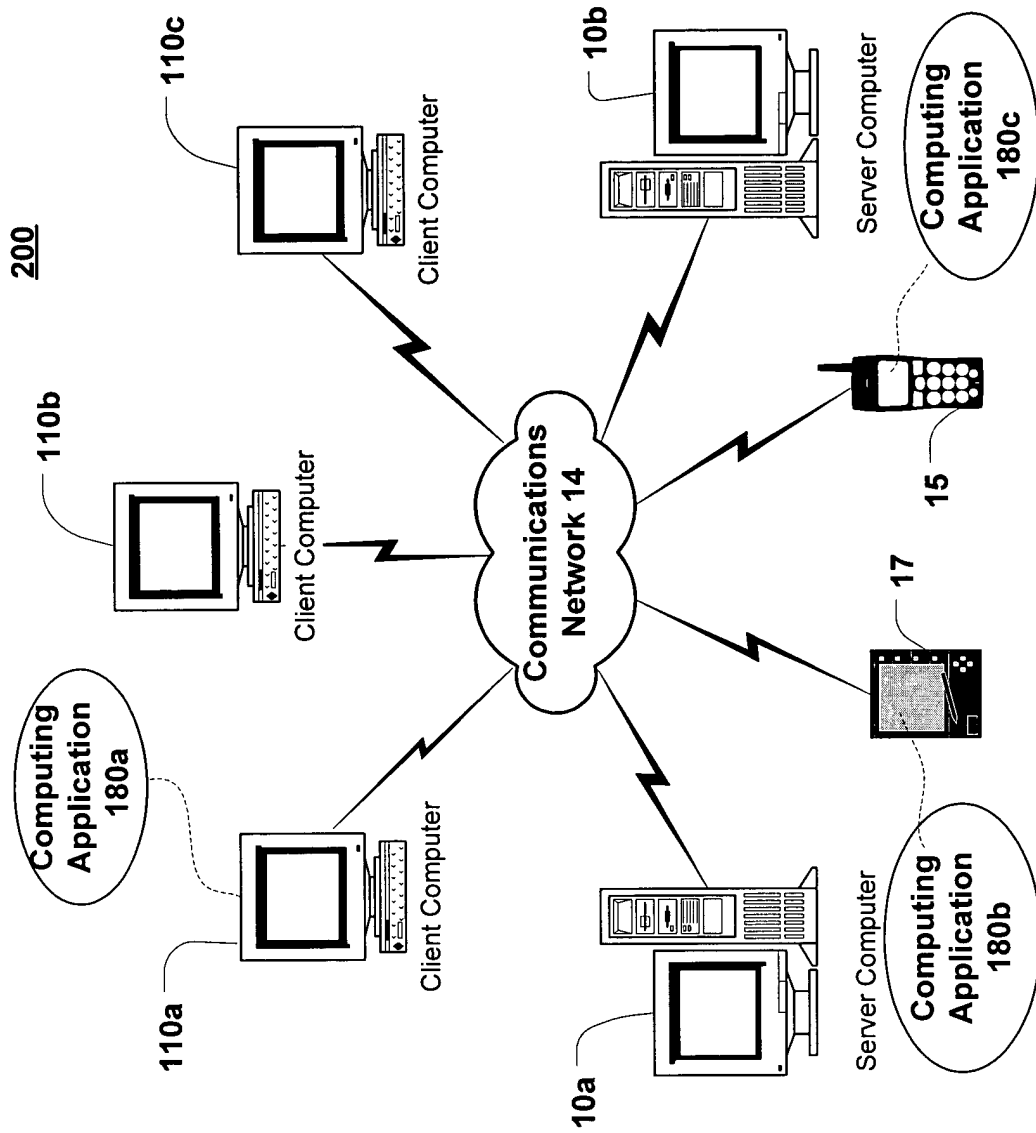 200
110a
Computing
Application
180a
Client Computer
110b
Client Computer
110c
Client Computer
Communications
Network 14
10a
Server Computer
Computing
Application
180b
17
15
10b
Server Computer
Computing
Application
180c